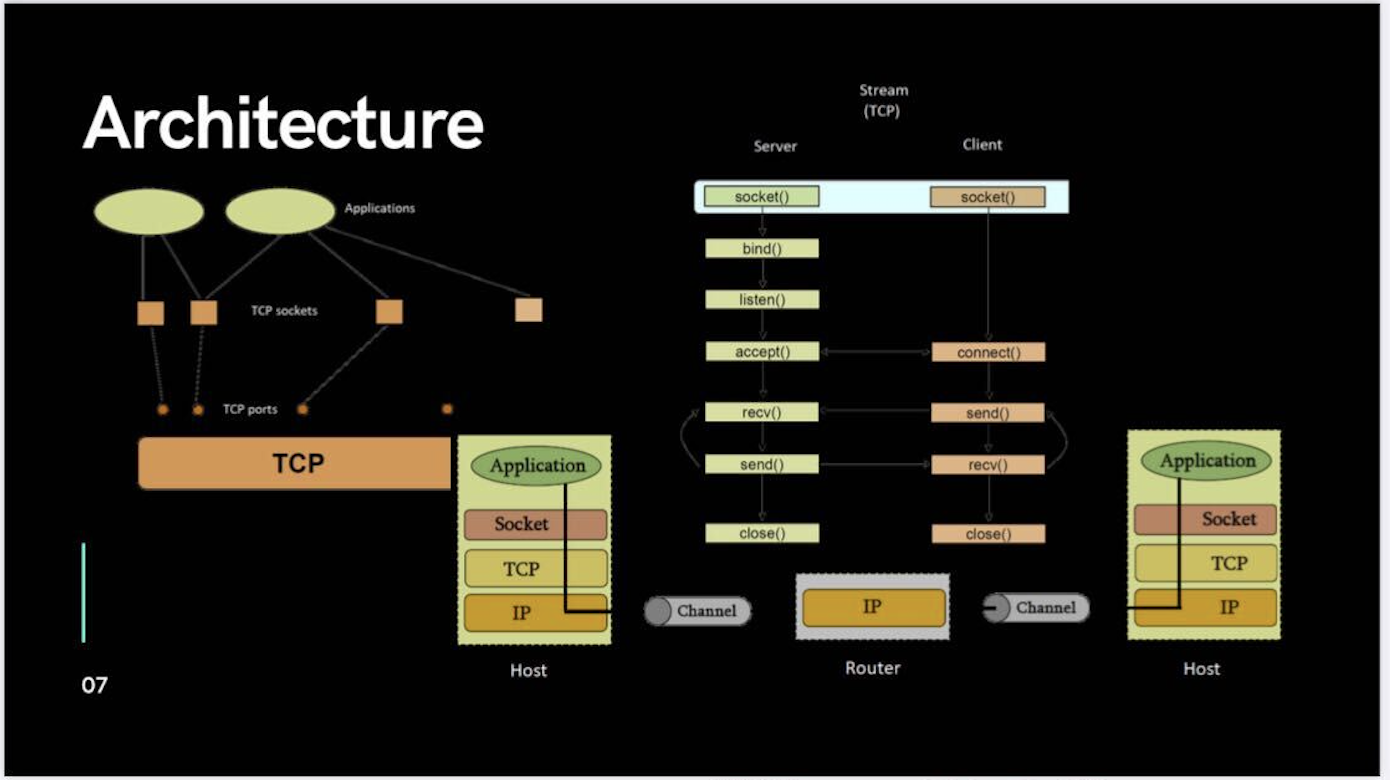 Architecture
Applications
TCP sockets
TCP ports
TCP
Stream
(TCP)
Server
Client
socket()
socket()
bind()
listen()
accept()
connect()
recv()
send()
send()
recv()
close()
close()
Application
Socket
TCP
IP
Host
Channel
IP
Router
Channel
Application
Socket
TCP
IP
Host
07